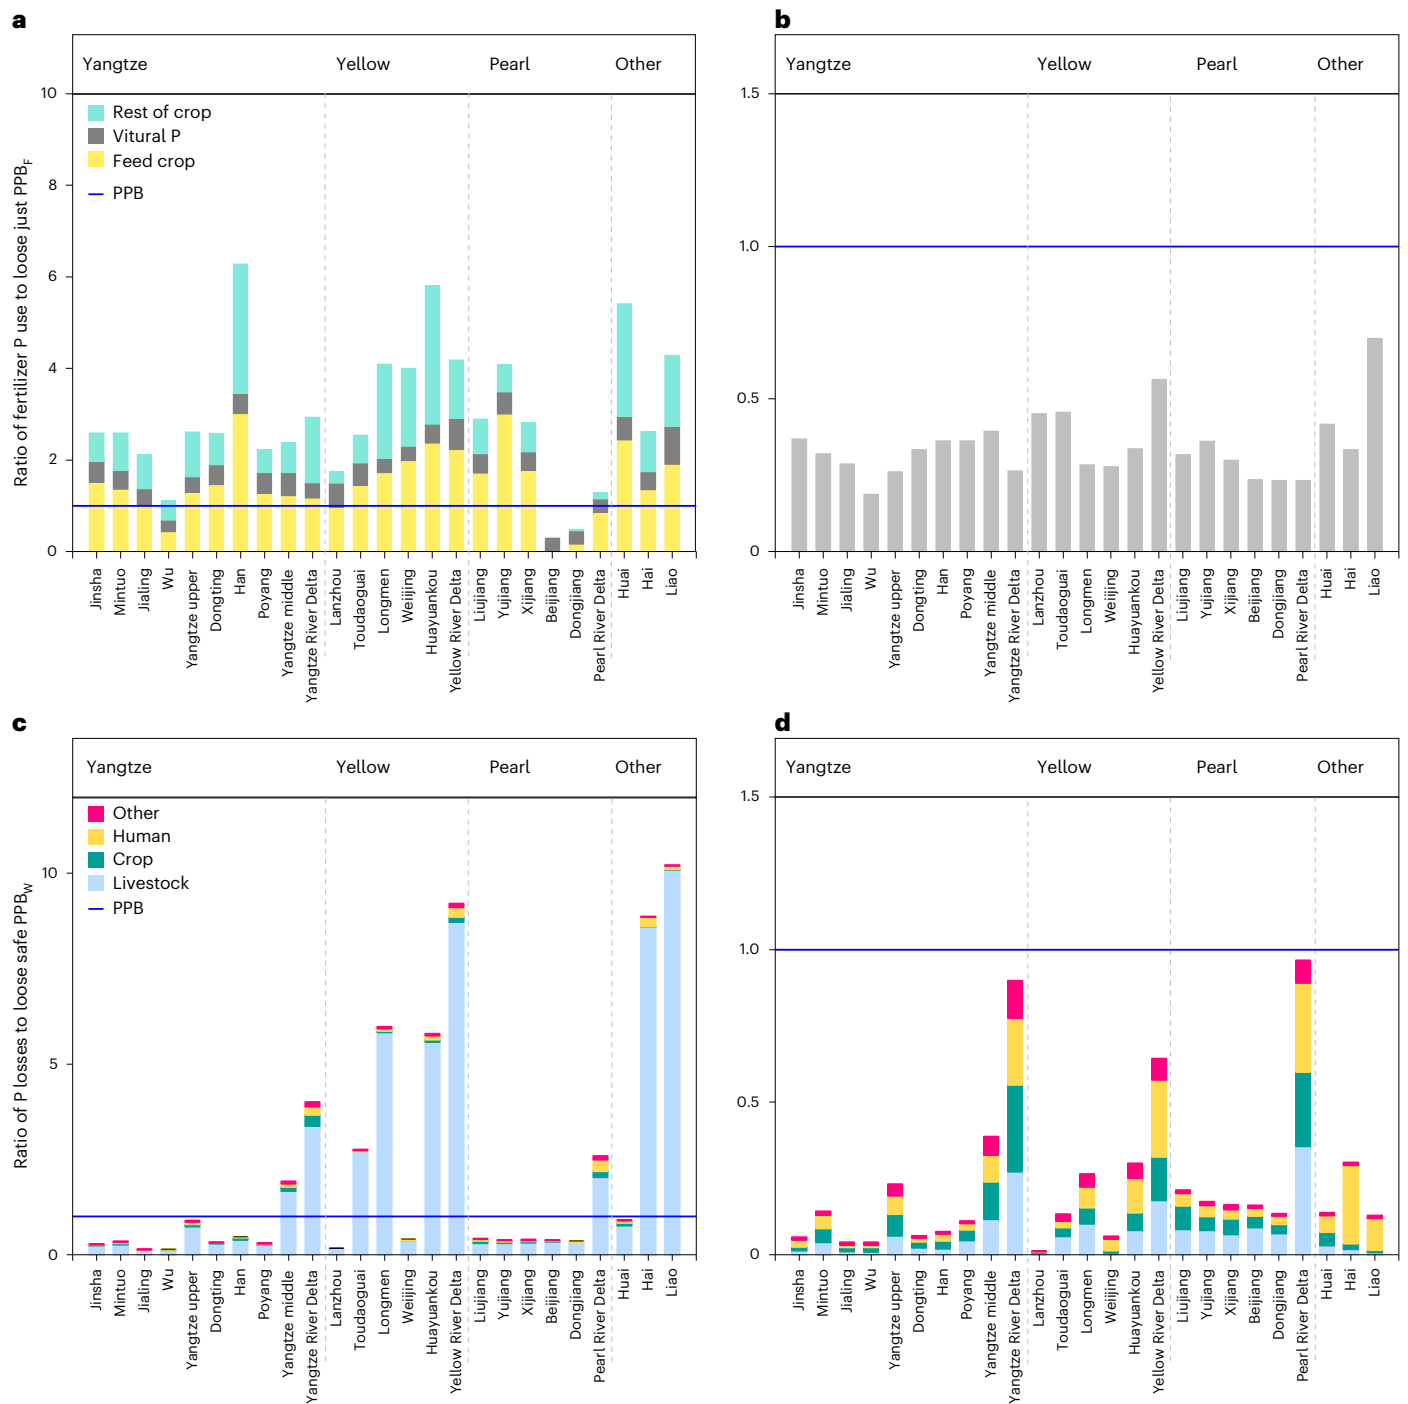 a
Yangtze Yellow Pearl Other
Rest of crop
Vitural P
Feed crop
PPB
Ratio of fertilizer P use to loose just PPB_F
10
8
6
4
2
0
Jinsha
Mintuo
Jialing
Wu
Yangtze upper
Dongting
Han
Poyang
Yangtze middle
Yangtze River Delta
Lanzhou
Toudaoguai
Longmen
Weijing
Huayuankou
Yellow River Delta
Liujiang
Yujiang
Xijiang
Beijiang
Dongjiang
Pearl River Delta
Huai
Hai
Liao
b
Yangtze Yellow Pearl Other
1.5
1.0
0.5
0
Jinsha
Mintuo
Jialing
Wu
Yangtze upper
Dongting
Han
Poyang
Yangtze middle
Yangtze River Delta
Lanzhou
Toudaoguai
Longmen
Weijing
Huayuankou
Yellow River Delta
Liujiang
Yujiang
Xijiang
Beijiang
Dongjiang
Pearl River Delta
Huai
Hai
Liao
c
Yangtze Yellow Pearl Other
Other
Human
Crop
Livestock
PPB
Ratio of P losses to loose safe PPB_W
10
5
0
Jinsha
Mintuo
Jialing
Wu
Yangtze upper
Dongting
Han
Poyang
Yangtze middle
Yangtze River Delta
Lanzhou
Toudaoguai
Longmen
Weijing
Huayuankou
Yellow River Delta
Liujiang
Yujiang
Xijiang
Beijiang
Dongjiang
Pearl River Delta
Huai
Hai
Liao
d
Yangtze Yellow Pearl Other
1.5
1.0
0.5
0
Jinsha
Mintuo
Jialing
Wu
Yangtze upper
Dongting
Han
Poyang
Yangtze middle
Yangtze River Delta
Lanzhou
Toudaoguai
Longmen
Weijing
Huayuankou
Yellow River Delta
Liujiang
Yujiang
Xijiang
Beijiang
Dongjiang
Pearl River Delta
Huai
Hai
Liao